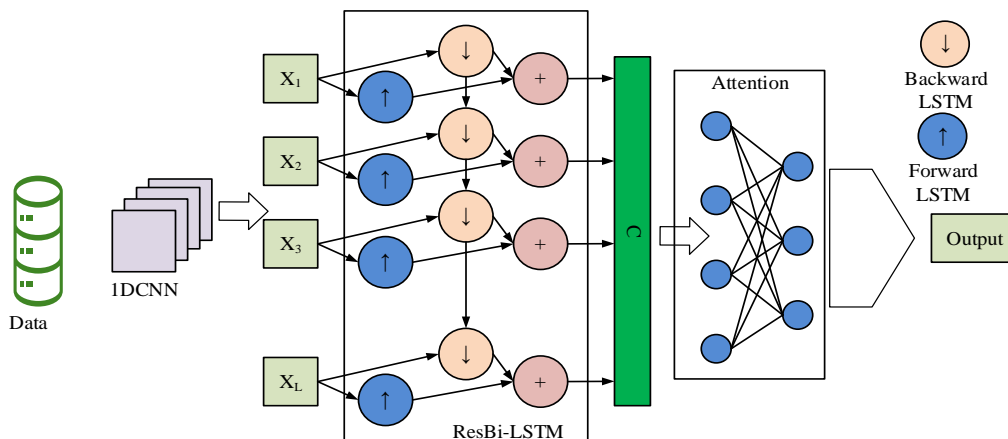 Data
1DCNN
X1
X2
X3
XL
↓
↑
+
↓
↑
+
↓
↑
+
↓
↑
+
ResBi-LSTM
C
Attention
↓
Backward
LSTM
↑
Forward
LSTM
Output